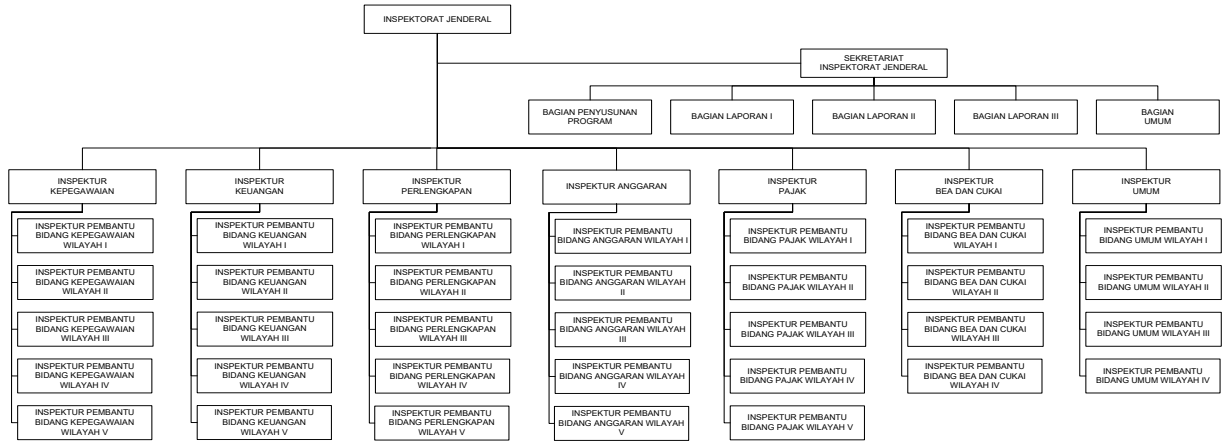 INSPEKTORAT JENDERAL
SEKRETARIAT
INSPEKTORAT JENDERAL
BAGIAN PENYUSUNAN
PROGRAM
BAGIAN LAPORAN I
BAGIAN LAPORAN II
BAGIAN LAPORAN III
BAGIAN
UMUM
INSPEKTUR
KEPEGAWAIAN
INSPEKTUR
KEUANGAN
INSPEKTUR
PERLENGKAPAN
INSPEKTUR ANGGARAN
INSPEKTUR
PAJAK
INSPEKTUR
BEA DAN CUKAI
INSPEKTUR
UMUM
INSPEKTUR PEMBANTU
BIDANG KEPEGAWAIAN
WILAYAH I
INSPEKTUR PEMBANTU
BIDANG KEUANGAN
WILAYAH I
INSPEKTUR PEMBANTU
BIDANG PERLENGKAPAN
WILAYAH I
INSPEKTUR PEMBANTU
BIDANG ANGGARAN WILAYAH I
INSPEKTUR PEMBANTU
BIDANG PAJAK WILAYAH I
INSPEKTUR PEMBANTU
BIDANG BEA DAN CUKAI
WILAYAH I
INSPEKTUR PEMBANTU
BIDANG UMUM WILAYAH I
INSPEKTUR PEMBANTU
BIDANG KEPEGAWAIAN
WILAYAH II
INSPEKTUR PEMBANTU
BIDANG KEUANGAN
WILAYAH II
INSPEKTUR PEMBANTU
BIDANG PERLENGKAPAN
WILAYAH II
INSPEKTUR PEMBANTU
BIDANG ANGGARAN WILAYAH
II
INSPEKTUR PEMBANTU
BIDANG PAJAK WILAYAH II
INSPEKTUR PEMBANTU
BIDANG BEA DAN CUKAI
WILAYAH II
INSPEKTUR PEMBANTU
BIDANG UMUM WILAYAH II
INSPEKTUR PEMBANTU
BIDANG KEPEGAWAIAN
WILAYAH III
INSPEKTUR PEMBANTU
BIDANG KEUANGAN
WILAYAH III
INSPEKTUR PEMBANTU
BIDANG PERLENGKAPAN
WILAYAH III
INSPEKTUR PEMBANTU
BIDANG ANGGARAN WILAYAH
III
INSPEKTUR PEMBANTU
BIDANG PAJAK WILAYAH III
INSPEKTUR PEMBANTU
BIDANG BEA DAN CUKAI
WILAYAH III
INSPEKTUR PEMBANTU
BIDANG UMUM WILAYAH III
INSPEKTUR PEMBANTU
BIDANG KEPEGAWAIAN
WILAYAH IV
INSPEKTUR PEMBANTU
BIDANG KEUANGAN
WILAYAH IV
INSPEKTUR PEMBANTU
BIDANG PERLENGKAPAN
WILAYAH IV
INSPEKTUR PEMBANTU
BIDANG ANGGARAN WILAYAH
IV
INSPEKTUR PEMBANTU
BIDANG PAJAK WILAYAH IV
INSPEKTUR PEMBANTU
BIDANG BEA DAN CUKAI
WILAYAH IV
INSPEKTUR PEMBANTU
BIDANG UMUM WILAYAH IV
INSPEKTUR PEMBANTU
BIDANG KEPEGAWAIAN
WILAYAH V
INSPEKTUR PEMBANTU
BIDANG KEUANGAN
WILAYAH V
INSPEKTUR PEMBANTU
BIDANG PERLENGKAPAN
WILAYAH V
INSPEKTUR PEMBANTU
BIDANG ANGGARAN WILAYAH
V
INSPEKTUR PEMBANTU
BIDANG PAJAK WILAYAH V